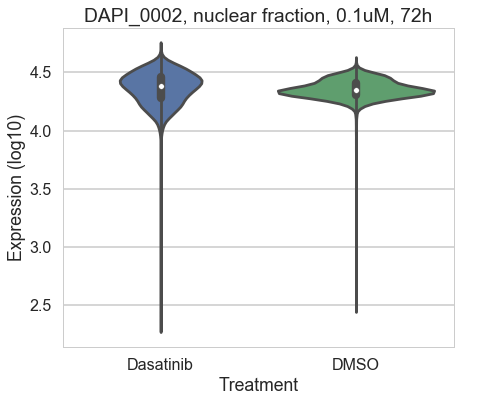 DAPI_0002, nuclear fraction, 0.1uM, 72h
Expression (log10)
4.5
4.0
3.5
3.0
2.5
Dasatinib DMSO
Treatment